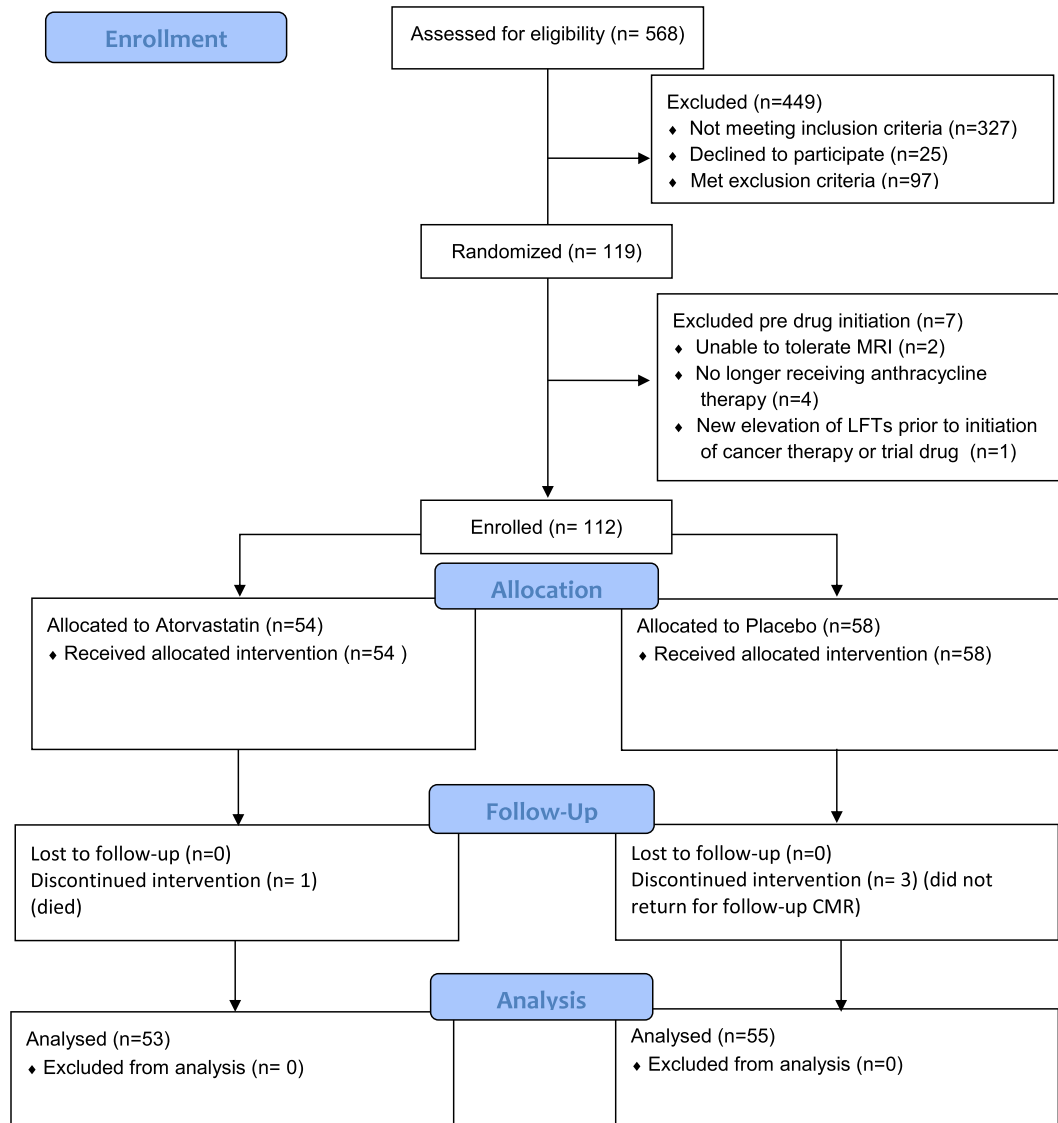 Enrollment
Assessed for eligibility (n= 568)
Excluded (n=449)
♦ Not meeting inclusion criteria (n=327)
♦ Declined to participate (n=25)
♦ Met exclusion criteria (n=97)
Randomized (n= 119)
Excluded pre drug initiation (n=7)
♦ Unable to tolerate MRI (n=2)
♦ No longer receiving anthracycline
therapy (n=4)
♦ New elevation of LFTs prior to initiation
of cancer therapy or trial drug (n=1)
Enrolled (n= 112)
Allocation
Allocated to Atorvastatin (n=54)
♦ Received allocated intervention (n=54 )
Allocated to Placebo (n=58)
♦ Received allocated intervention (n=58)
Follow-Up
Lost to follow-up (n=0)
Discontinued intervention (n= 1)
(died)
Lost to follow-up (n=0)
Discontinued intervention (n= 3) (did not
return for follow-up CMR)
Analysis
Analysed (n=53)
♦ Excluded from analysis (n= 0)
Analysed (n=55)
♦ Excluded from analysis (n=0)